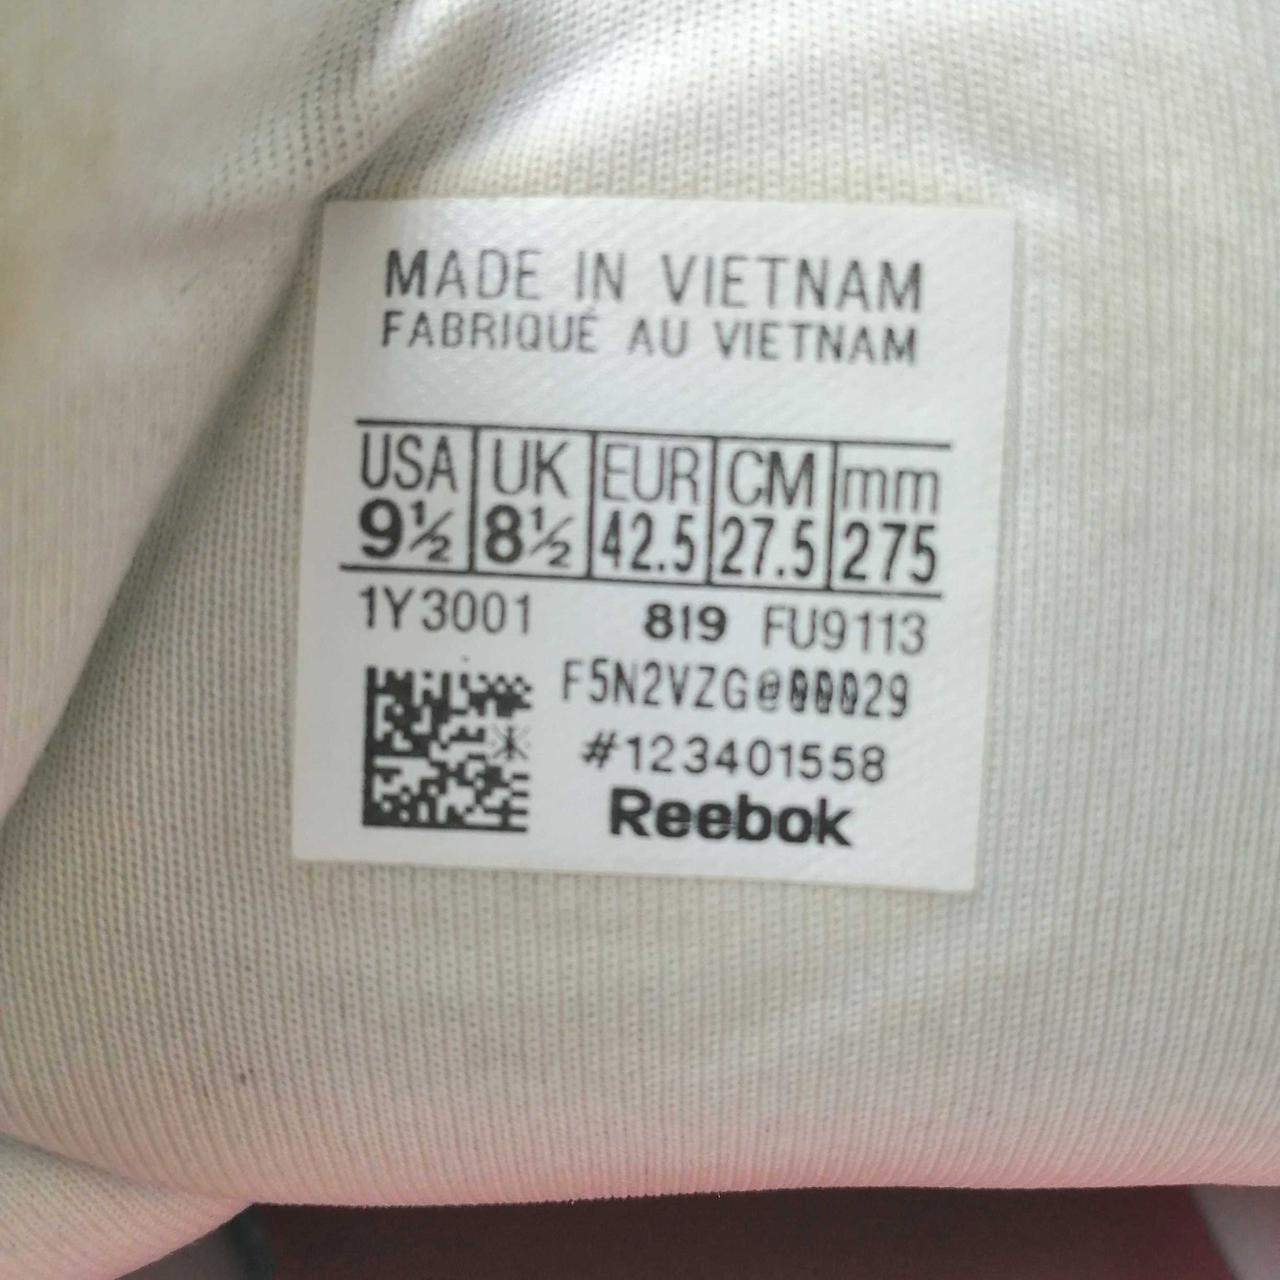 MADE IN VIETNAM
FABRIQUÉ AU VIETNAM
USA UK EUR CM mm
9½ 8½ 42.5 27.5 275
1Y3001 819 FU9113
F5N2VZG@00029
#123401558
Reebok